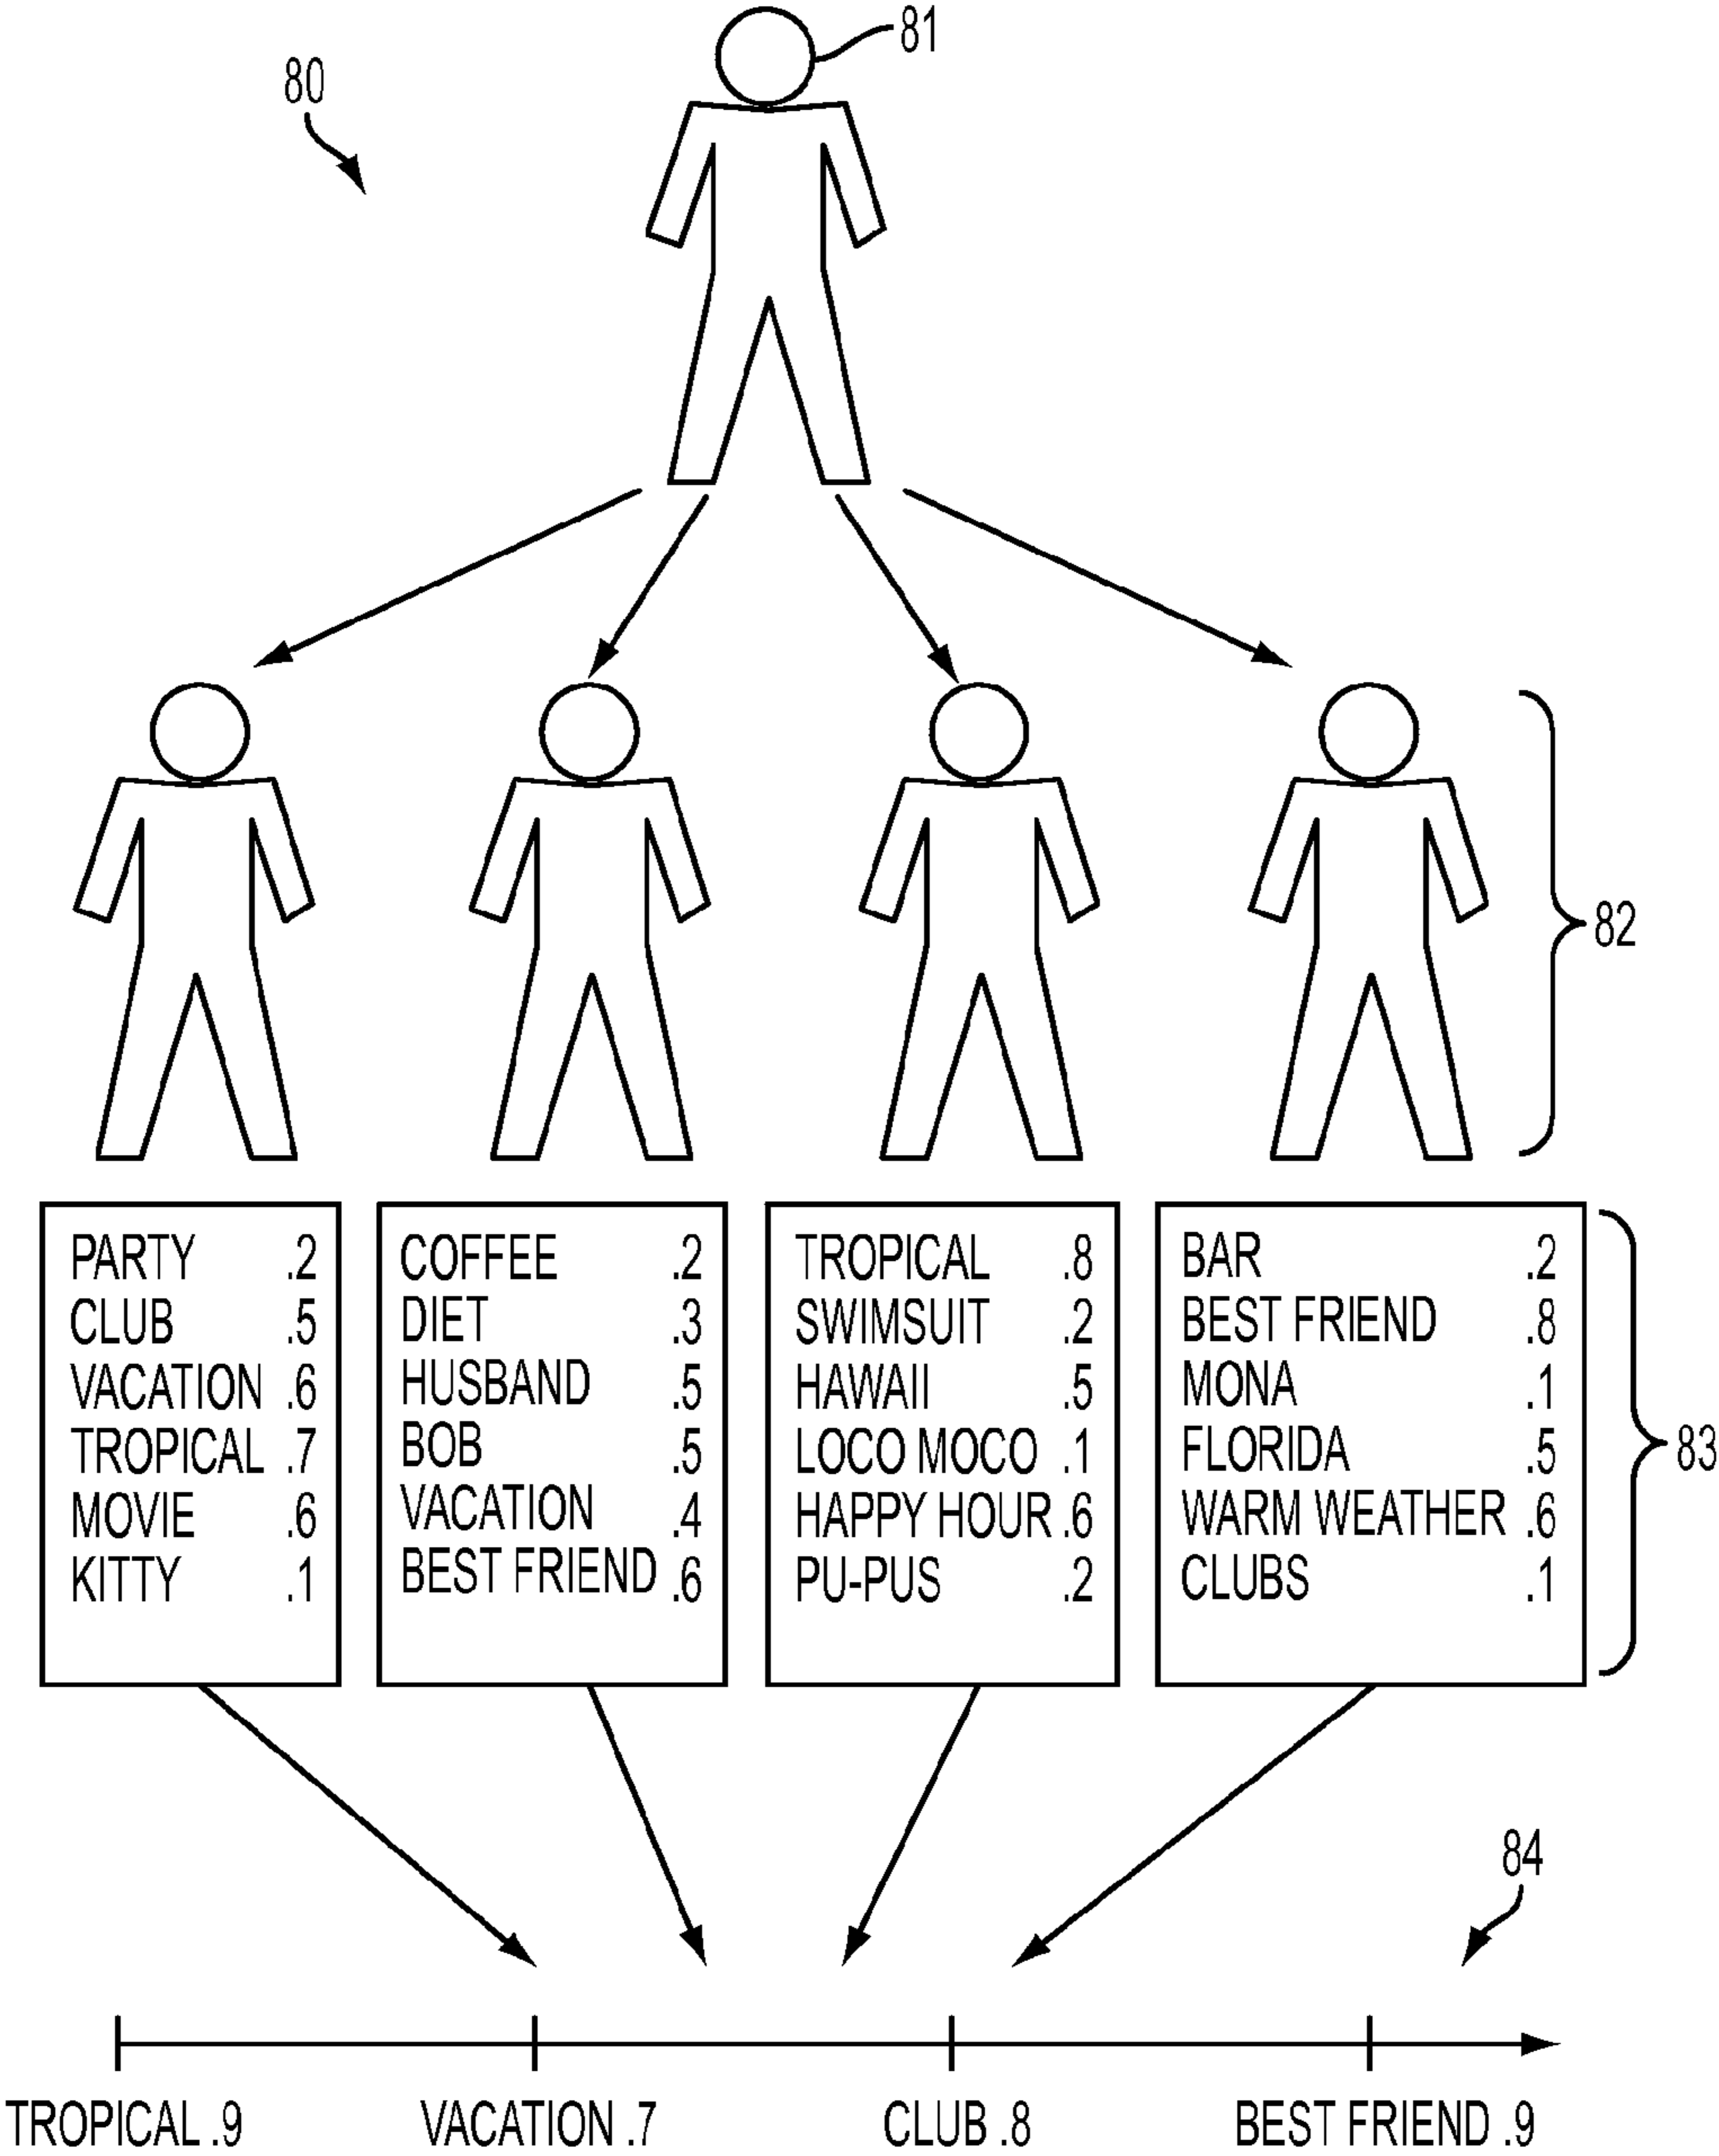 81
80
82
PARTY .2
CLUB .5
VACATION .6
TROPICAL .7
MOVIE .6
KITTY .1
COFFEE .2
DIET .3
HUSBAND .5
BOB .5
VACATION .4
BEST FRIEND .6
TROPICAL .8
SWIMSUIT .2
HAWAII .5
LOCO MOCO .1
HAPPY HOUR .6
PU-PUS .2
BAR .2
BEST FRIEND .8
MONA .1
FLORIDA .5
WARM WEATHER .6
CLUBS .1
83
84
TROPICAL .9
VACATION .7
CLUB .8
BEST FRIEND .9